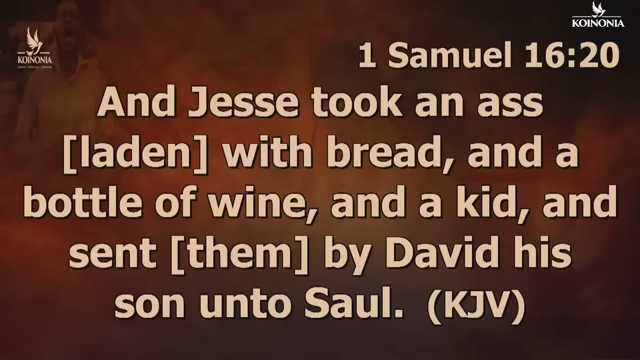 KOINONIA
KOINONIA
1 Samuel 16:20
And Jesse took an ass
[laden] with bread, and a
bottle of wine, and a kid, and
sent [them] by David his
son unto Saul. (KJV)